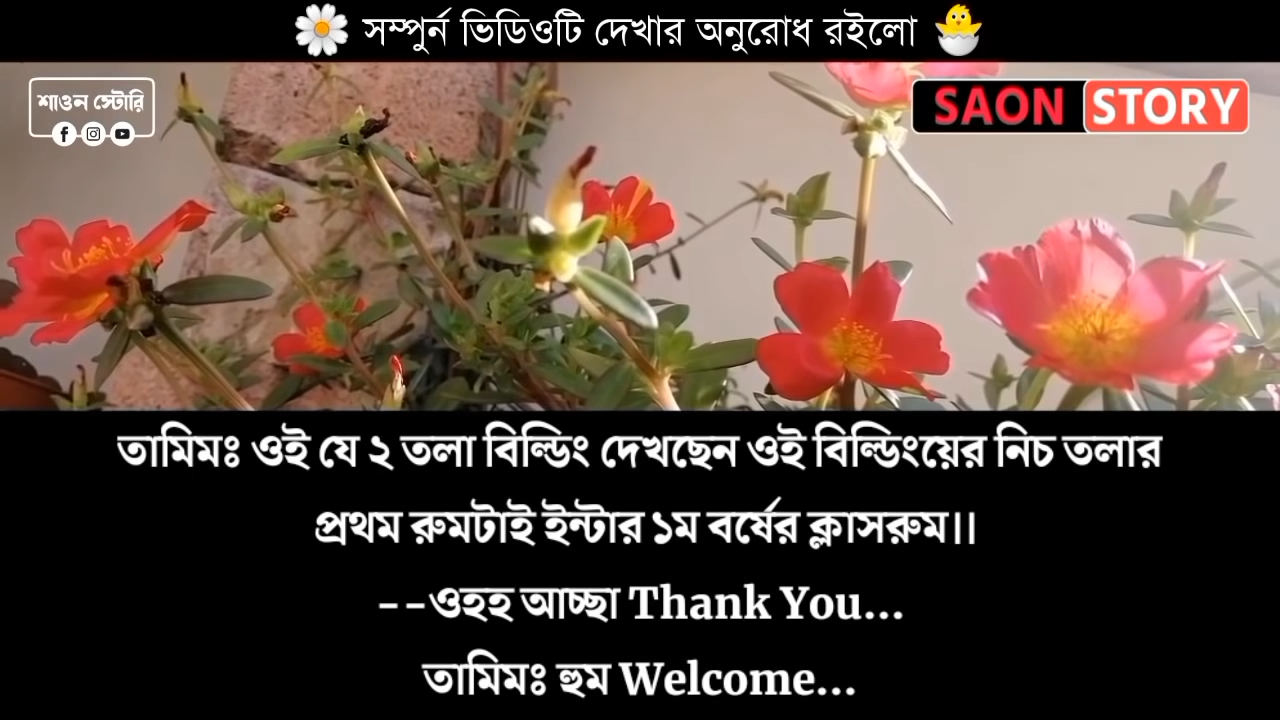 সম্পুর্ন ভিডিওটি দেখার অনুরোধ রইলো
শাওন স্টোরি
SAON STORY
তামিমঃ ওই যে ২ তলা বিল্ডিং দেখছেন ওই বিল্ডিংয়ের নিচ তলার
প্রথম রুমটাই ইন্টার ১ম বর্ষের ক্লাসরুম।।
--ওহহ আচ্ছা Thank You...
তামিমঃ হুম Welcome...